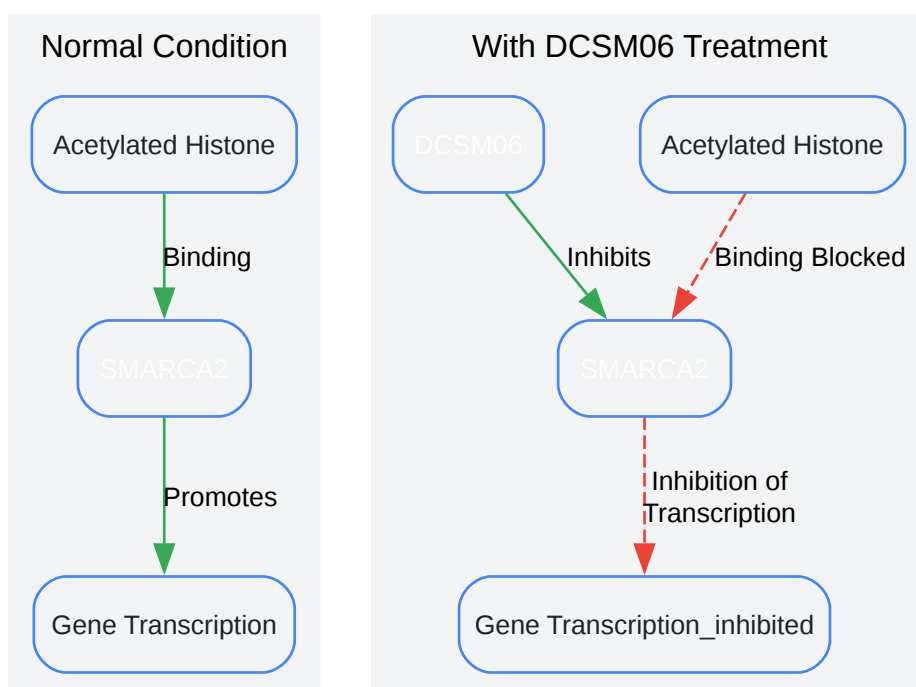 Normal Condition
Acetylated Histone
Binding
SMARCA2
Promotes
Gene Transcription
With DCSM06 Treatment
DCSM06
Acetylated Histone
Inhibits
Binding Blocked
SMARCA2
Inhibition of
Transcription
Gene Transcription_inhibited